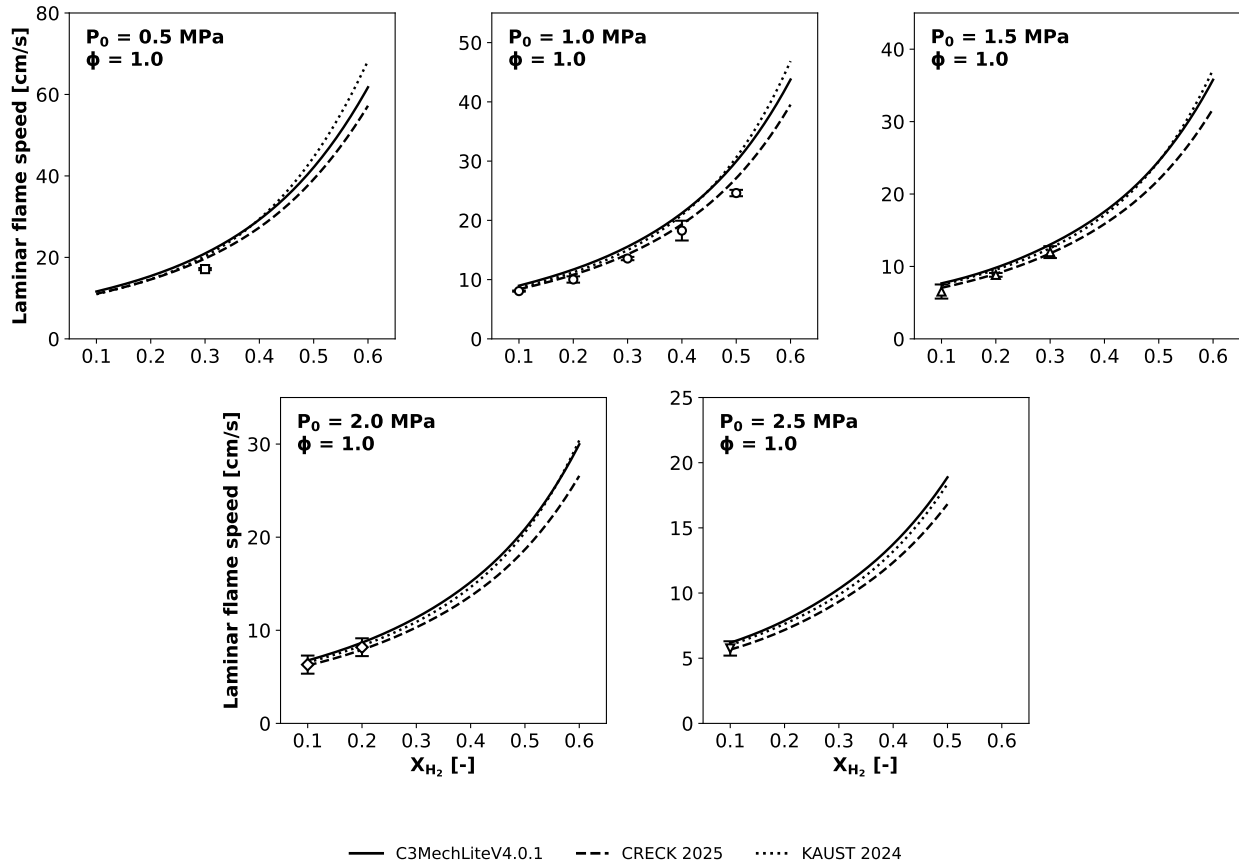 P0 = 0.5 MPa
ϕ = 1.0
Laminar flame speed [cm/s]
80
60
40
20
0
0.1 0.2 0.3 0.4 0.5 0.6
P0 = 1.0 MPa
ϕ = 1.0
50
40
30
20
10
0
0.1 0.2 0.3 0.4 0.5 0.6
P0 = 1.5 MPa
ϕ = 1.0
40
30
20
10
0
0.1 0.2 0.3 0.4 0.5 0.6
P0 = 2.0 MPa
ϕ = 1.0
Laminar flame speed [cm/s]
30
20
10
0
0.1 0.2 0.3 0.4 0.5 0.6
XH2 [-]
P0 = 2.5 MPa
ϕ = 1.0
25
20
15
10
5
0
0.1 0.2 0.3 0.4 0.5 0.6
XH2 [-]
C3MechLiteV4.0.1 CRECK 2025 KAUST 2024